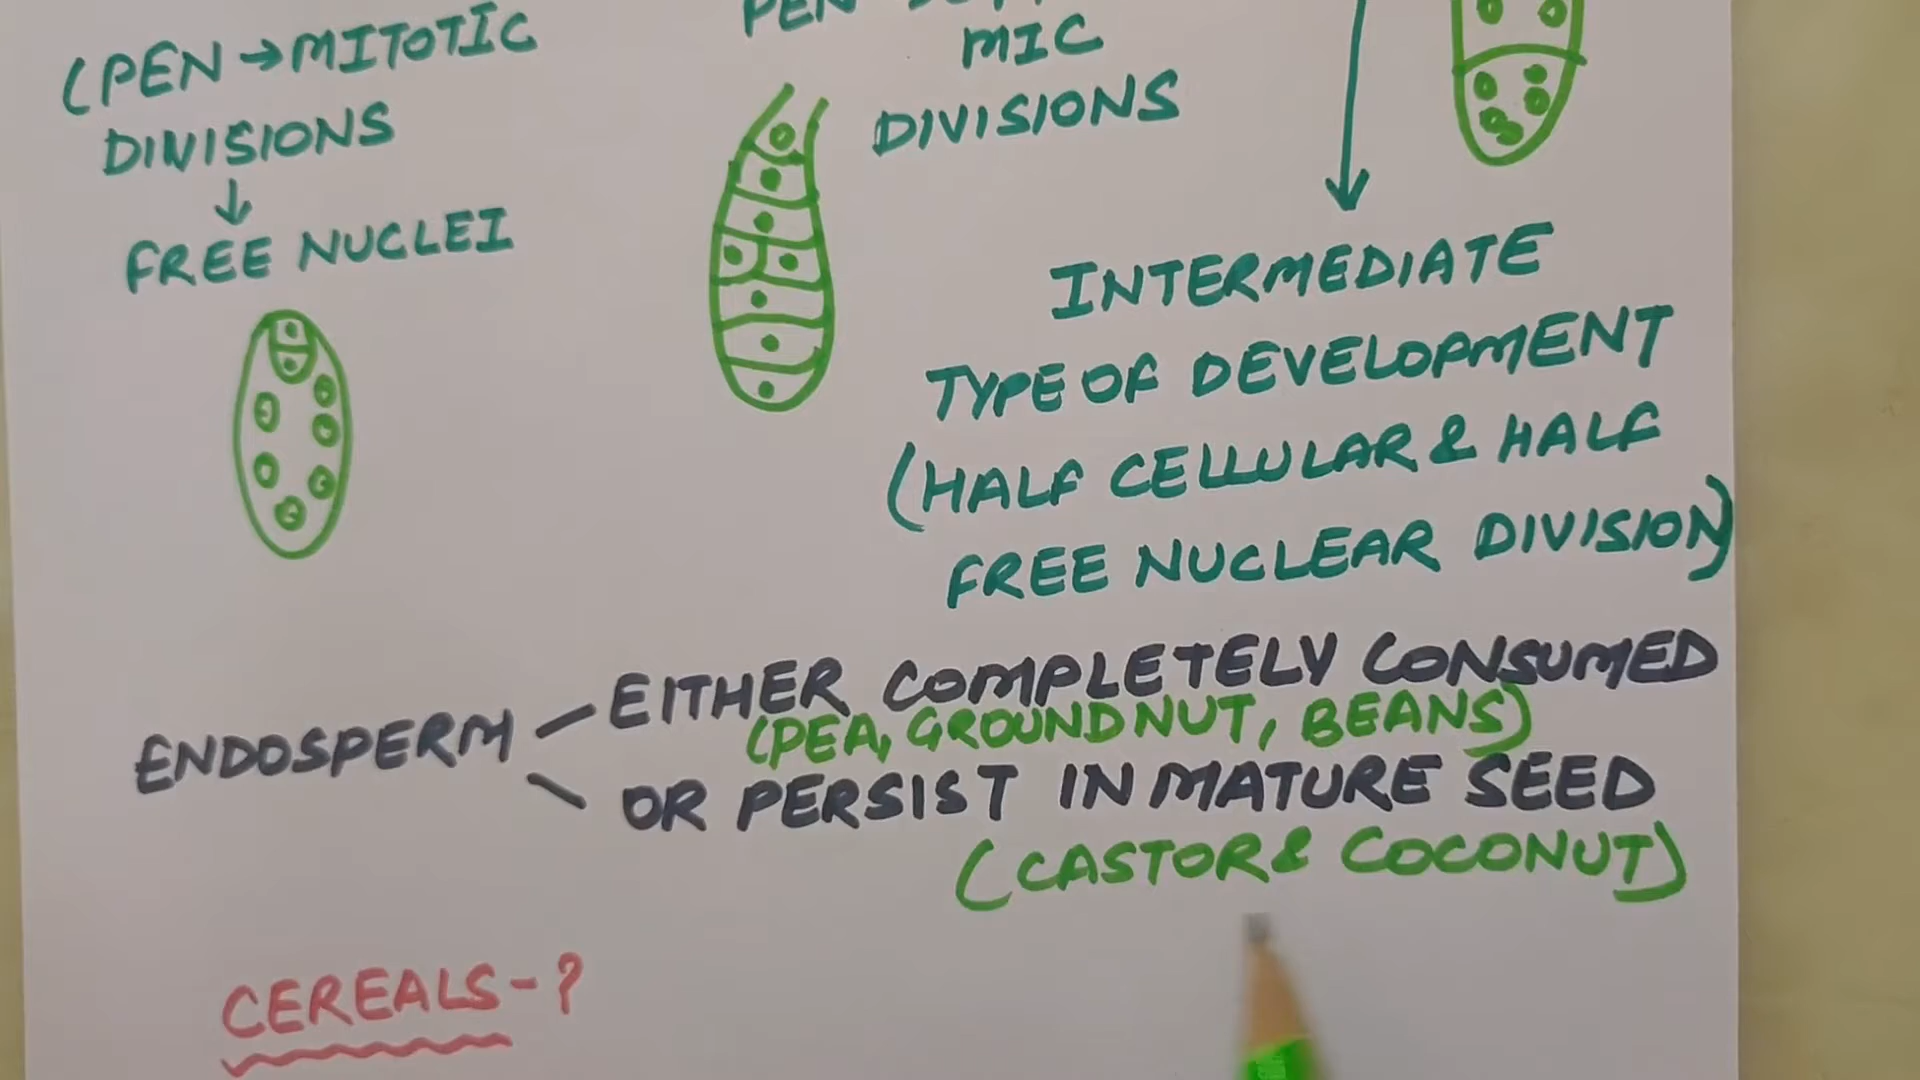 (PEN → MITOTIC
DIVISIONS
↓
FREE NUCLEI
PEN
MIC
DIVISIONS
INTERMEDIATE
TYPE OF DEVELOPMENT
(HALF CELLULAR & HALF
FREE NUCLEAR DIVISION)
ENDOSPERM
EITHER COMPLETELY CONSUMED
(PEA, GROUNDNUT, BEANS)
OR PERSIST IN MATURE SEED
(CASTOR & COCONUT)
CEREALS - ?